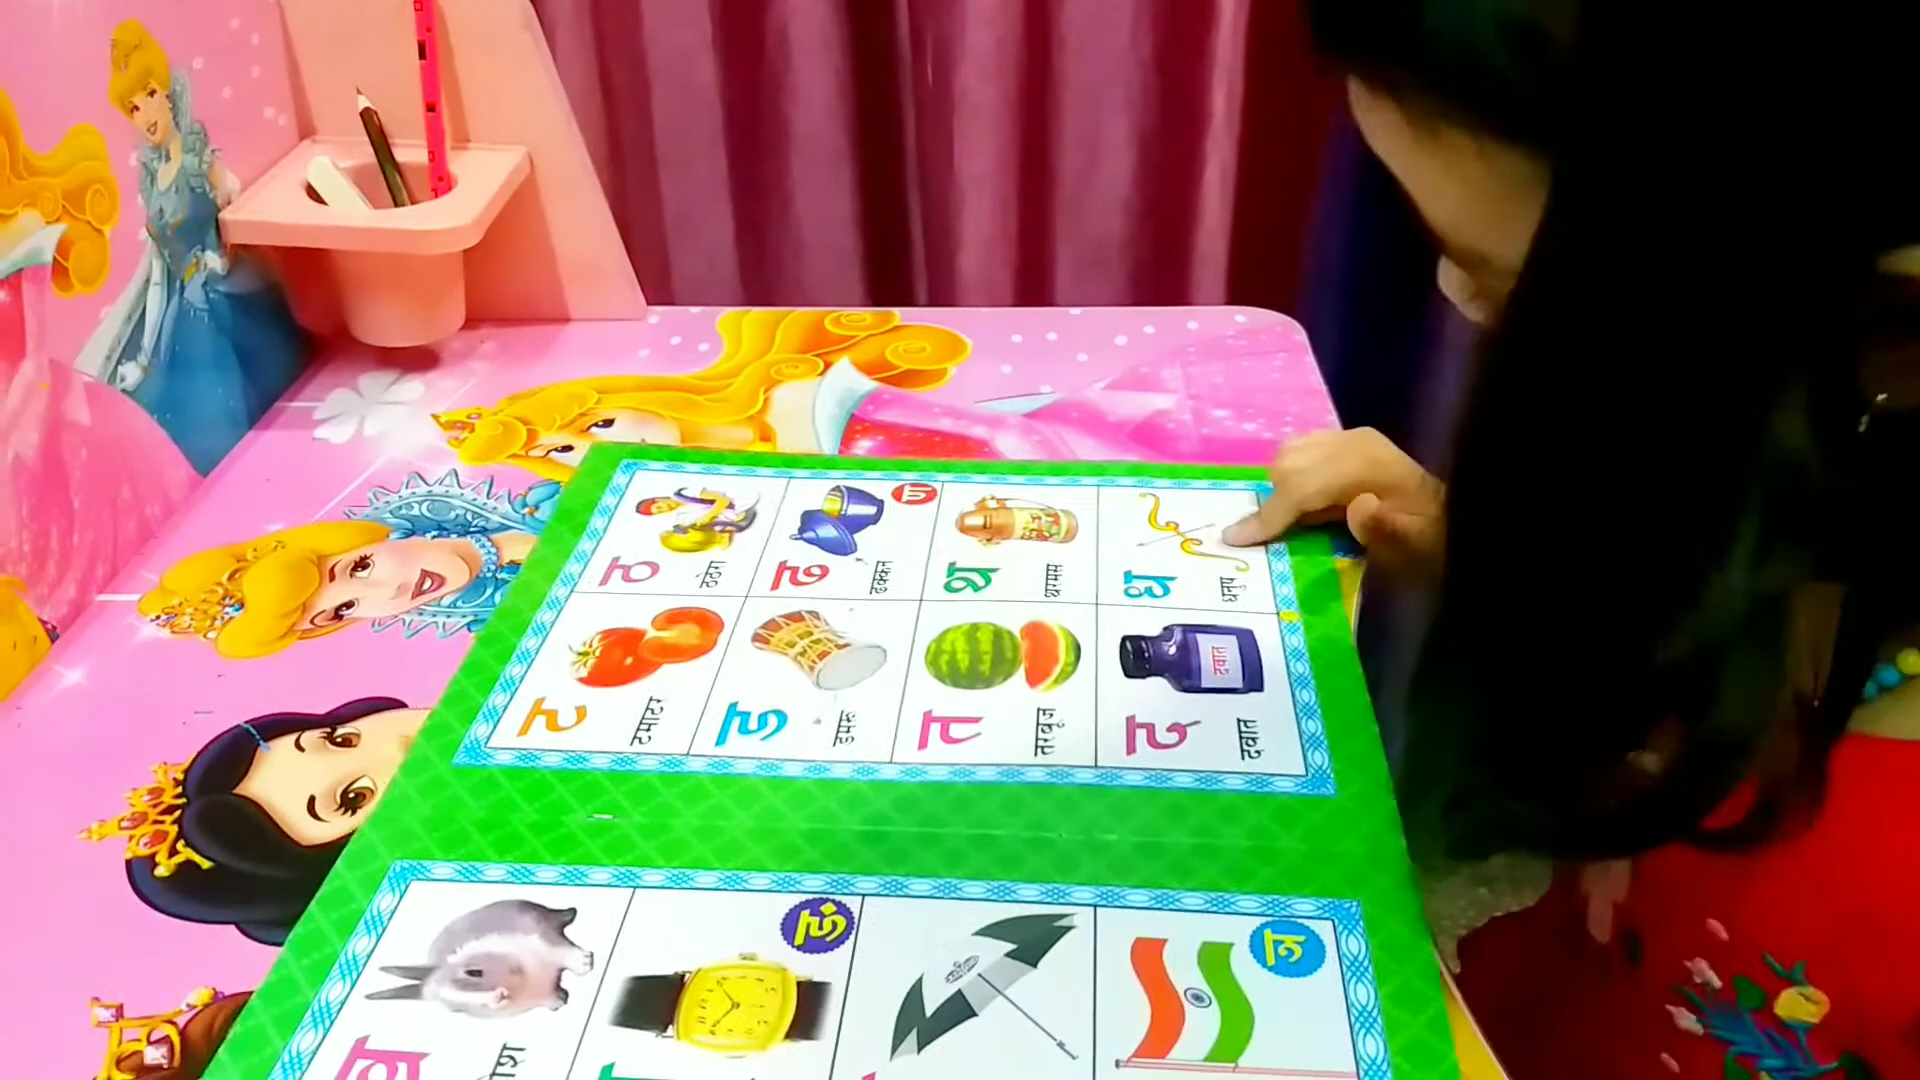 ट
टमाटर
ठ
ठठेरा
ड
डमरू
ढ
ढक्कन
ण
त
तरबूज
थ
थरमस
द
दवात
दवात
ध
धनुष
ख
ङ
ञ